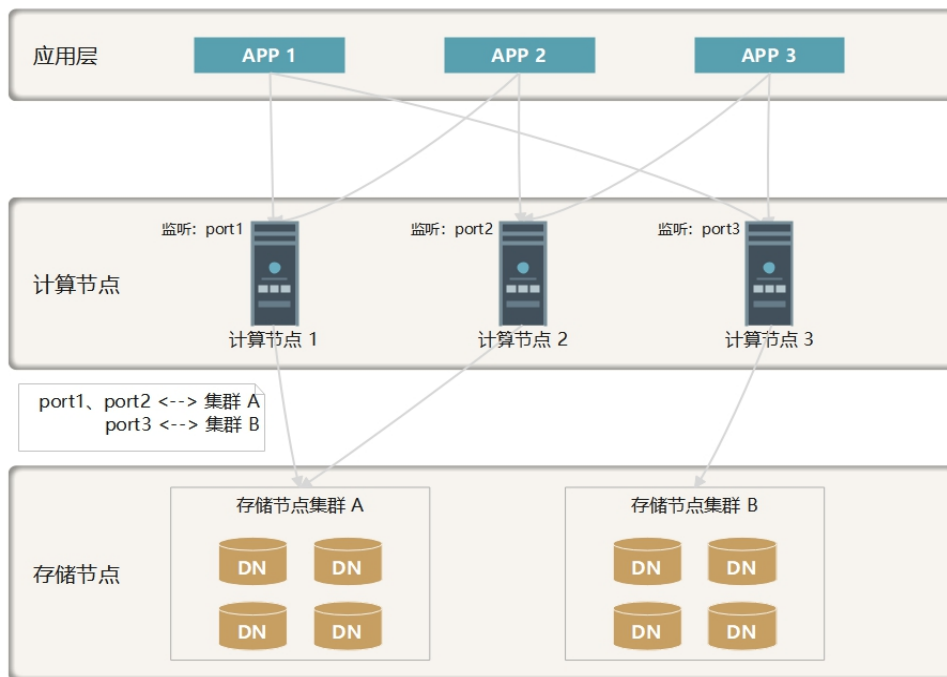 应用层
APP 1
APP 2
APP 3
监听: port1
监听: port2
监听: port3
计算节点
计算节点 1
计算节点 2
计算节点 3
port1、port2 <--> 集群 A
port3 <--> 集群 B
存储节点集群 A
存储节点集群 B
DN DN
DN DN
存储节点
DN DN
DN DN